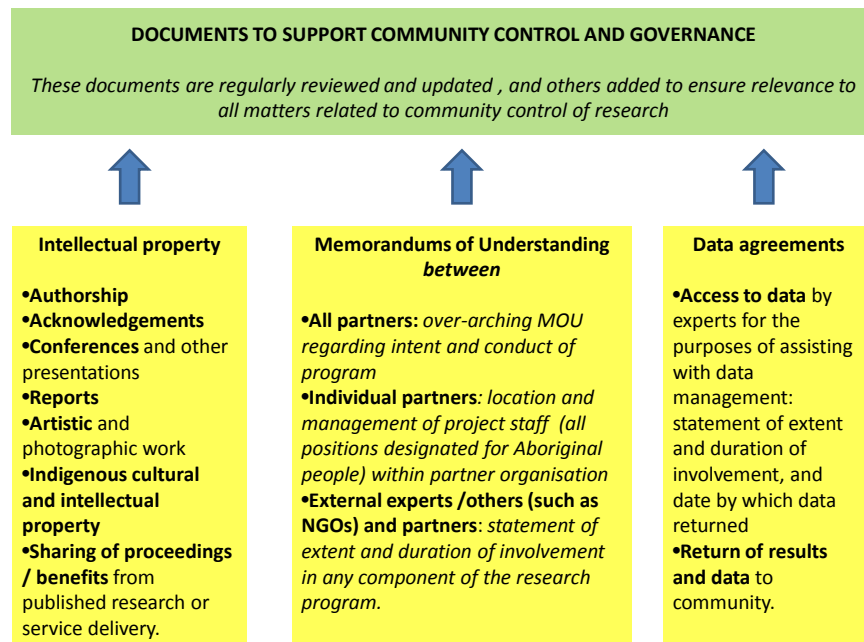 DOCUMENTS TO SUPPORT COMMUNITY CONTROL AND GOVERNANCE
These documents are regularly reviewed and updated , and others added to ensure relevance to
all matters related to community control of research
Intellectual property
•Authorship
•Acknowledgements
•Conferences and other
presentations
•Reports
•Artistic and
photographic work
•Indigenous cultural
and intellectual
property
•Sharing of proceedings
/ benefits from
published research or
service delivery.
Memorandums of Understanding
between
•All partners: over-arching MOU
regarding intent and conduct of
program
•Individual partners: location and
management of project staff (all
positions designated for Aboriginal
people) within partner organisation
•External experts /others (such as
NGOs) and partners: statement of
extent and duration of involvement
in any component of the research
program.
Data agreements
•Access to data by
experts for the
purposes of assisting
with data
management:
statement of extent
and duration of
involvement, and
date by which data
returned
•Return of results
and data to
community.